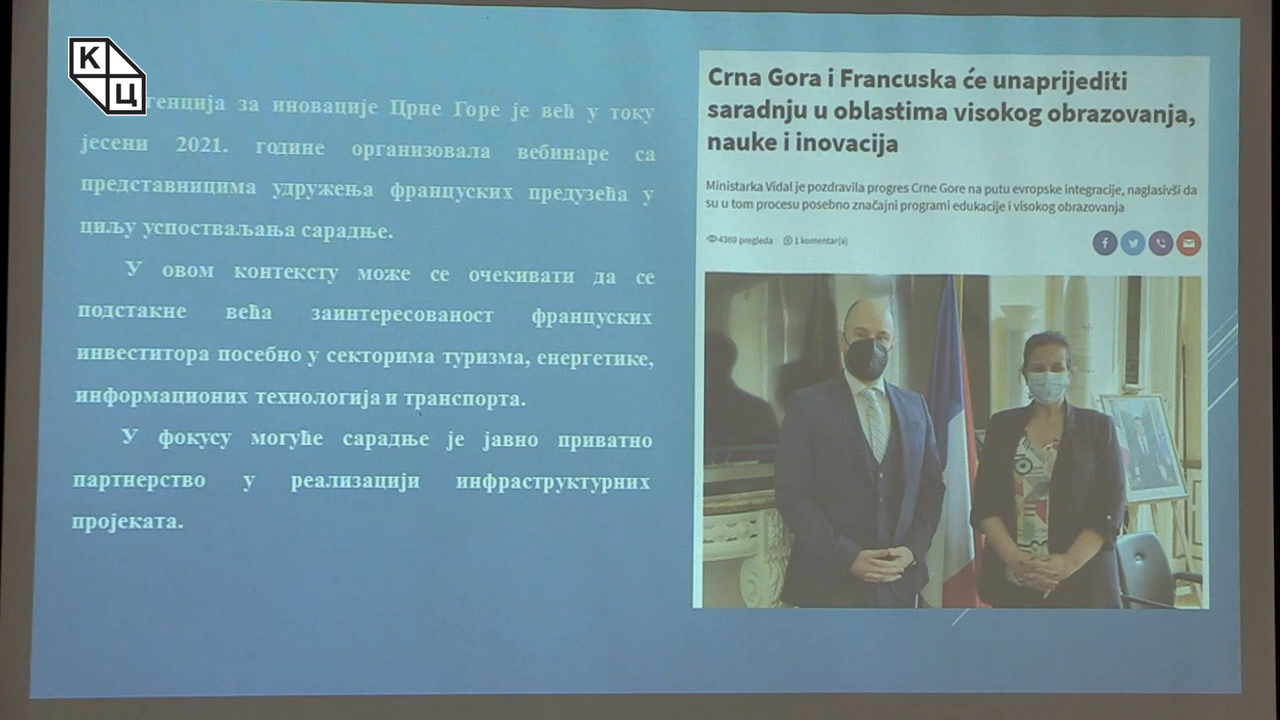 К
Ц
за иновације Црне Горе је већ у току
јесени 2021. године организовала вебинаре са
представницима удружења француских предузећа у
циљу успостваљања сарадње.
У овом контексту може се очекивати да се
подстакне већа заинтересованост француских
инвеститора посебно у секторима туризма, енергетике,
информационих технологија и транспорта.
У фокусу могуће сарадње је јавно приватно
партнерство у реализацији инфраструктурних
пројеката.
Crna Gora i Francuska će unaprijediti
saradnju u oblastima visokog obrazovanja,
nauke i inovacija
Ministarka Vidal je pozdravila progres Crne Gore na putu evropske integracije, naglasivši da
su u tom procesu posebno značajni programi edukacije i visokog obrazovanja
4369 pregleda 1 komentar(a)